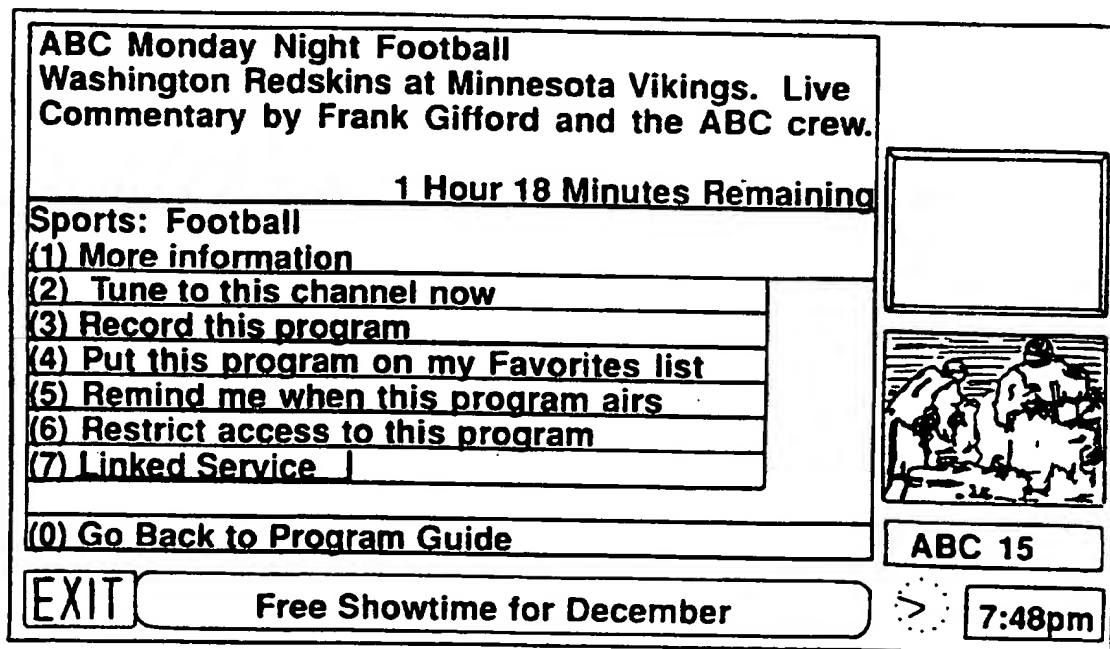 ABC Monday Night Football
Washington Redskins at Minnesota Vikings. Live
Commentary by Frank Gifford and the ABC crew.
1 Hour 18 Minutes Remaining
Sports: Football
(1) More information
(2) Tune to this channel now
(3) Record this program
(4) Put this program on my Favorites list
(5) Remind me when this program airs
(6) Restrict access to this program
(7) Linked Service
(0) Go Back to Program Guide
ABC 15
EXIT
Free Showtime for December
7:48pm